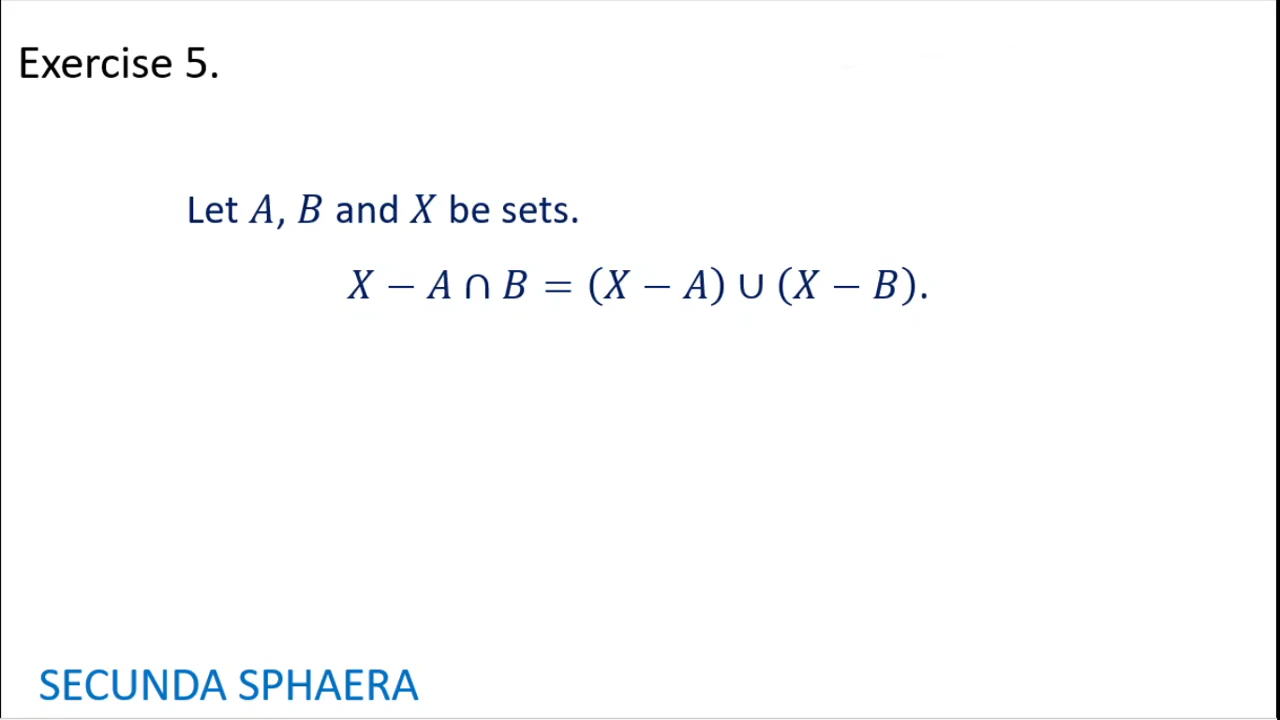 Exercise 5.
Let A, B and X be sets.
X − A ∩ B = (X − A) ∪ (X − B).
SECUNDA SPHAERA